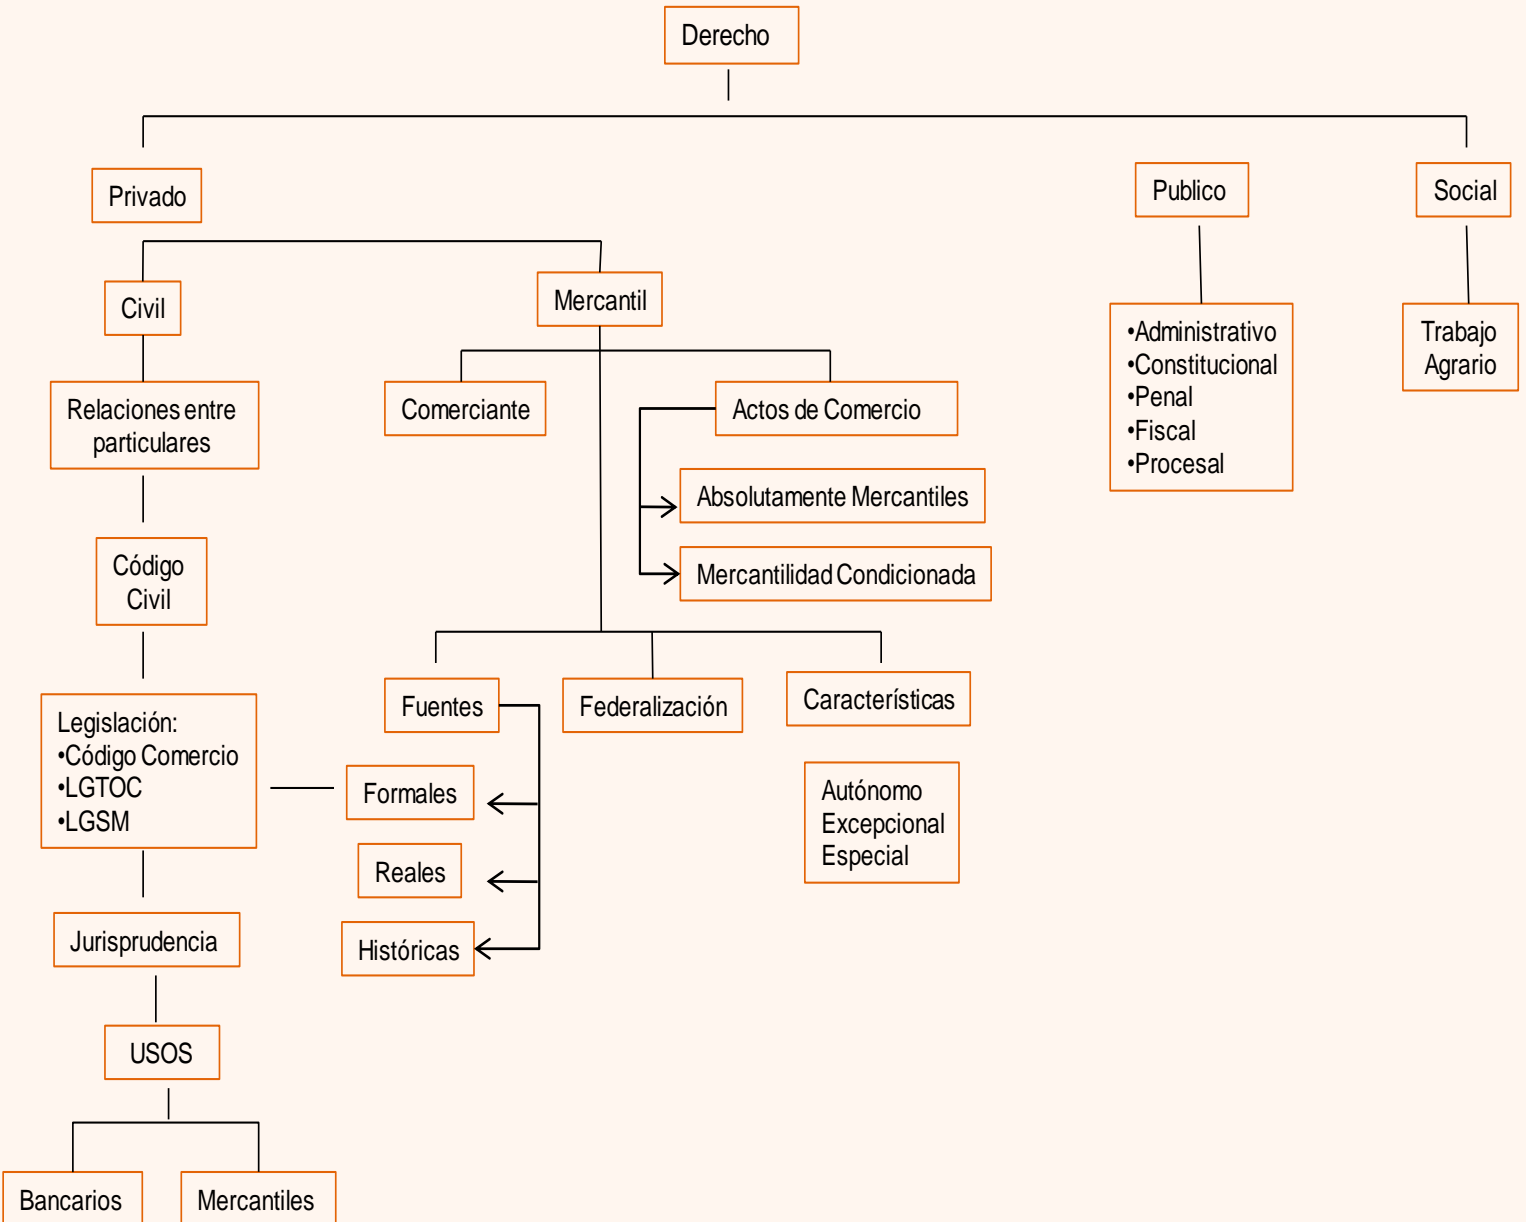 Derecho
Privado
Publico
Social
Civil
Mercantil
•Administrativo
•Constitucional
•Penal
•Fiscal
•Procesal
Trabajo
Agrario
Relaciones entre
particulares
Comerciante
Actos de Comercio
Absolutamente Mercantiles
Mercantilidad Condicionada
Código
Civil
Legislación:
•Código Comercio
•LGTOC
•LGSM
Fuentes
Federalización
Característicias
Formales
Reales
Históricas
Autónomo
Excepcional
Especial
Jurisprudencia
USOS
Bancarios
Mercantiles